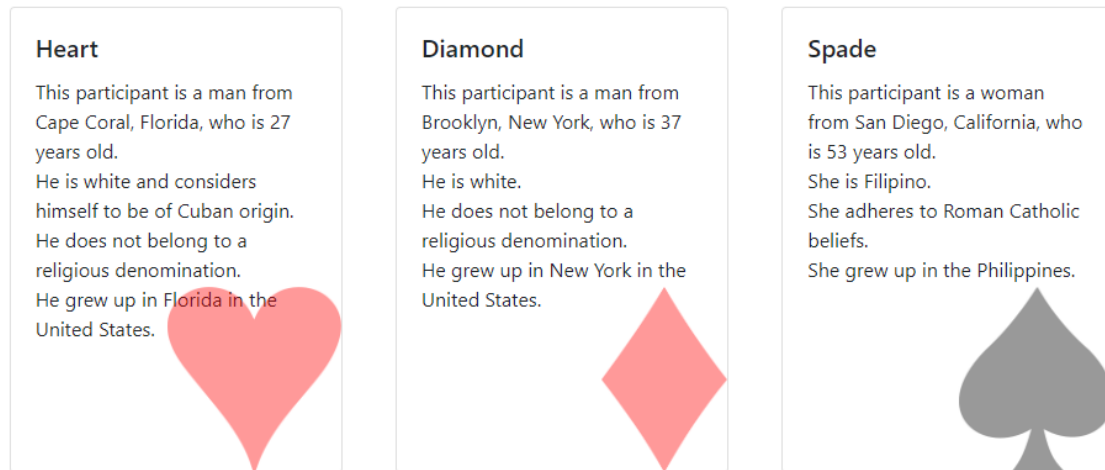 Heart
This participant is a man from
Cape Coral, Florida, who is 27
years old.
He is white and considers
himself to be of Cuban origin.
He does not belong to a
religious denomination.
He grew up in Florida in the
United States.
Diamond
This participant is a man from
Brooklyn, New York, who is 37
years old.
He is white.
He does not belong to a
religious denomination.
He grew up in New York in the
United States.
Spade
This participant is a woman
from San Diego, California, who
is 53 years old.
She is Filipino.
She adheres to Roman Catholic
beliefs.
She grew up in the Philippines.